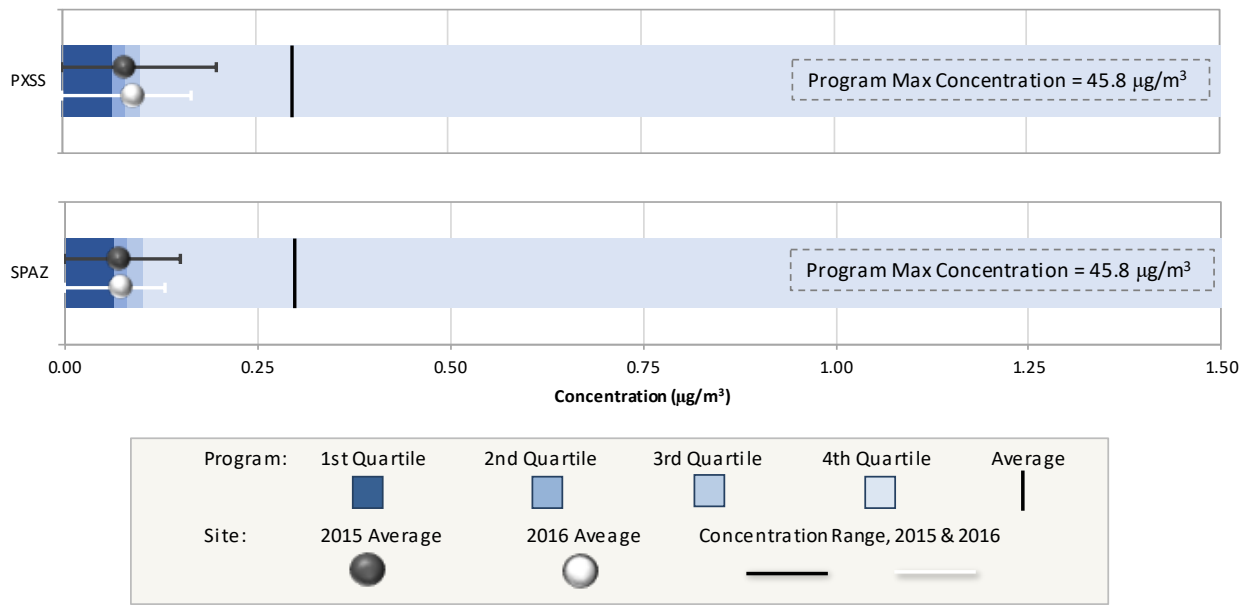 PXSS
Program Max Concentration = 45.8 µg/m³
SPAZ
Program Max Concentration = 45.8 µg/m³
0.00 0.25 0.50 0.75 1.00 1.25 1.50
Concentration (µg/m³)
Program: 1st Quartile 2nd Quartile 3rd Quartile 4th Quartile Average
Site: 2015 Average 2016 Aveage Concentration Range, 2015 & 2016